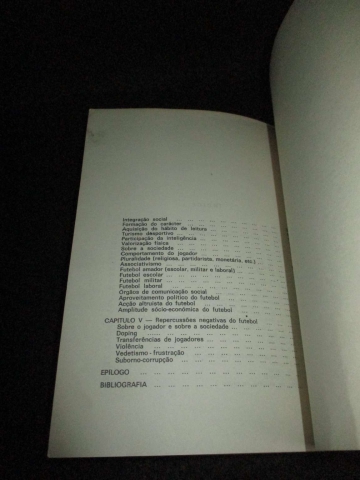 Integração social ... ... ... ... ...
Formação do carácter ... ... ... ...
Aquisição do hábito de leitura ... ...
Turismo desportivo ... ... ... ... ...
Participação da inteligência ... ...
Valorização física ... ... ... ... ...
Sobre a sociedade ... ... ... ... ...
Comportamento do jogador ... ...
Pluralidade (religiosa, partidarista, monetária, etc.) ...
Associativismo ... ... ... ... ...
Futebol amador (escolar, militar e laboral)
Futebol escolar ... ... ... ... ...
Futebol militar ... ... ... ... ...
Futebol laboral ... ... ... ... ...
Órgãos de comunicação social ... ...
Aproveitamento político do futebol ...
Acção altruísta do futebol ... ...
Amplitude sócio-económica do futebol ...
CAPÍTULO V — Repercussões negativas do futebol
Sobre o jogador e sobre a sociedade ...
Doping ... ... ... ... ... ...
Transferências de jogadores ... ... ...
Violência ... ... ... ... ... ...
Vedetismo - frustração ... ... ... ...
Suborno-corrupção ... ... ... ... ...
EPÍLOGO ... ... ... ... ... ... ...
BIBLIOGRAFIA ... ... ... ... ... ...